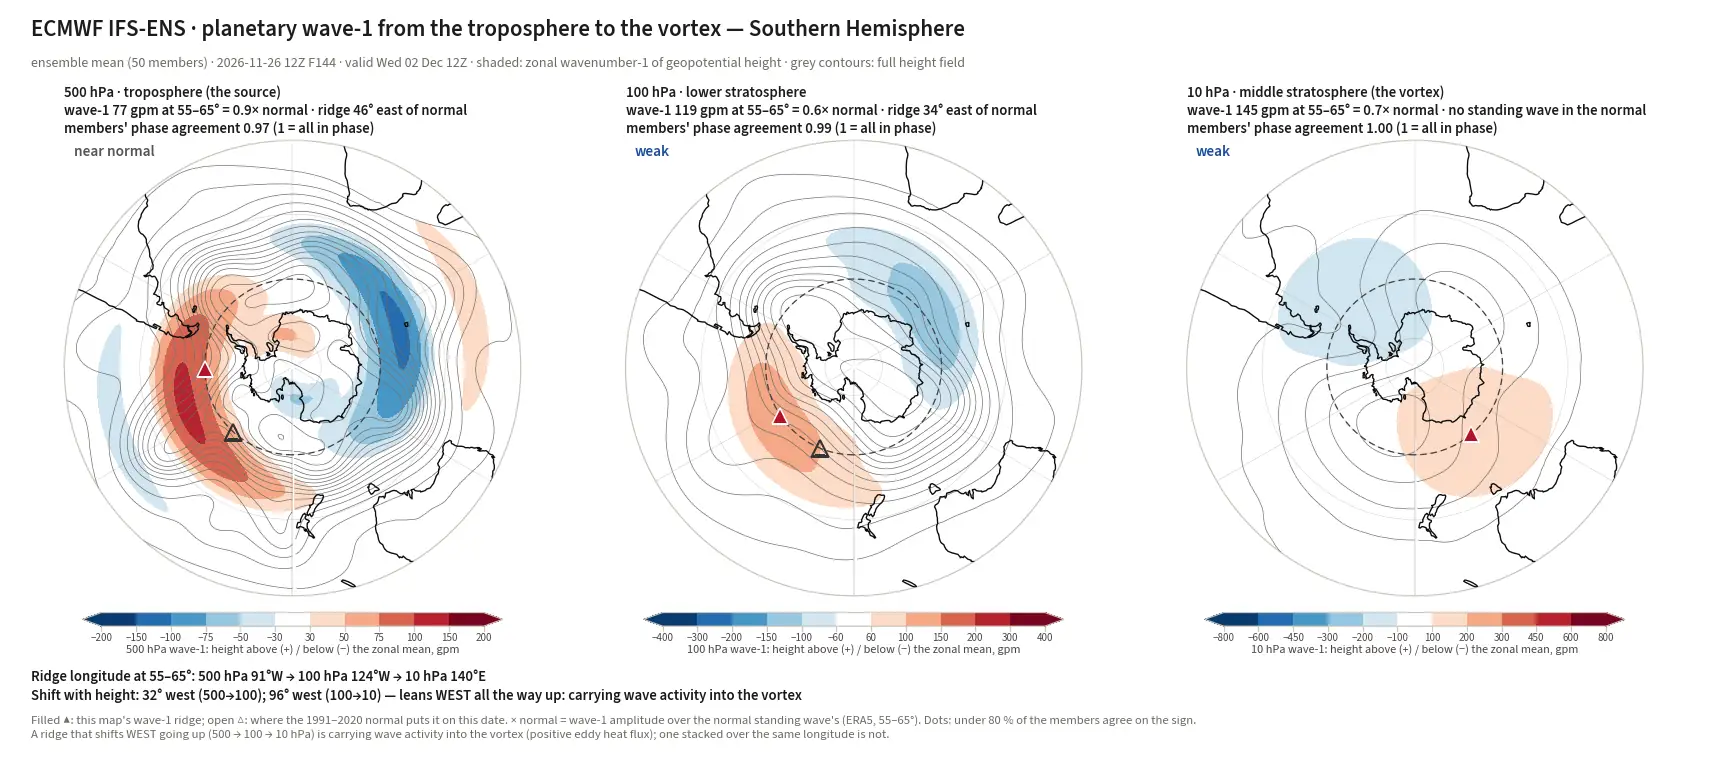 ECMWF IFS-ENS · planetary wave-1 from the troposphere to the vortex — Southern Hemisphere
ensemble mean (50 members) · 2026-11-26 12Z F144 · valid Wed 02 Dec 12Z · shaded: zonal wavenumber-1 of geopotential height · grey contours: full height field
500 hPa · troposphere (the source)
wave-1 77 gpm at 55–65° = 0.9× normal · ridge 46° east of normal
members' phase agreement 0.97 (1 = all in phase)
near normal
100 hPa · lower stratosphere
wave-1 119 gpm at 55–65° = 0.6× normal · ridge 34° east of normal
members' phase agreement 0.99 (1 = all in phase)
weak
10 hPa · middle stratosphere (the vortex)
wave-1 145 gpm at 55–65° = 0.7× normal · no standing wave in the normal
members' phase agreement 1.00 (1 = all in phase)
weak
−200 −150 −100 −75 −50 −30 30 50 75 100 150 200
500 hPa wave-1: height above (+) / below (−) the zonal mean, gpm
−400 −300 −200 −150 −100 −60 60 100 150 200 300 400
100 hPa wave-1: height above (+) / below (−) the zonal mean, gpm
−800 −600 −450 −300 −200 −100 100 200 300 450 600 800
10 hPa wave-1: height above (+) / below (−) the zonal mean, gpm
Ridge longitude at 55–65°: 500 hPa 91°W → 100 hPa 124°W → 10 hPa 140°E
Shift with height: 32° west (500→100); 96° west (100→10) — leans WEST all the way up: carrying wave activity into the vortex
Filled ▲: this map's wave-1 ridge; open △: where the 1991–2020 normal puts it on this date. × normal = wave-1 amplitude over the normal standing wave's (ERA5, 55–65°). Dots: under 80 % of the members agree on the sign.
A ridge that shifts WEST going up (500 → 100 → 10 hPa) is carrying wave activity into the vortex (positive eddy heat flux); one stacked over the same longitude is not.